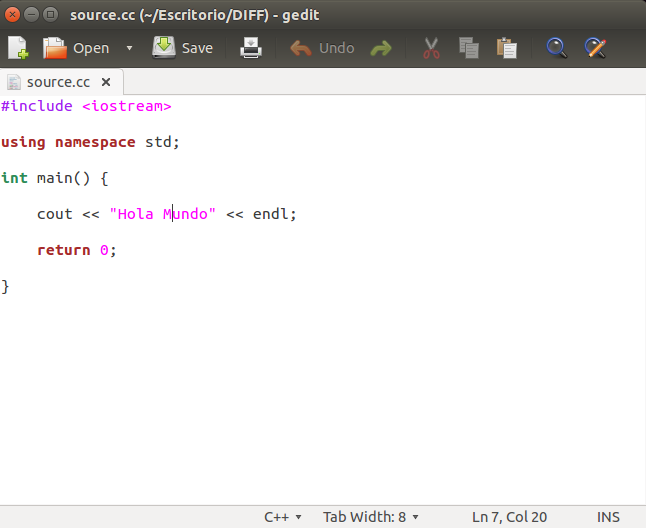 source.cc (~/Escritorio/DIFF) - gedit
Open Save Undo
source.cc
#include <iostream>
using namespace std;
int main() {
    cout << "Hola Mundo" << endl;
    return 0;
}
C++ Tab Width: 8 Ln 7, Col 20 INS